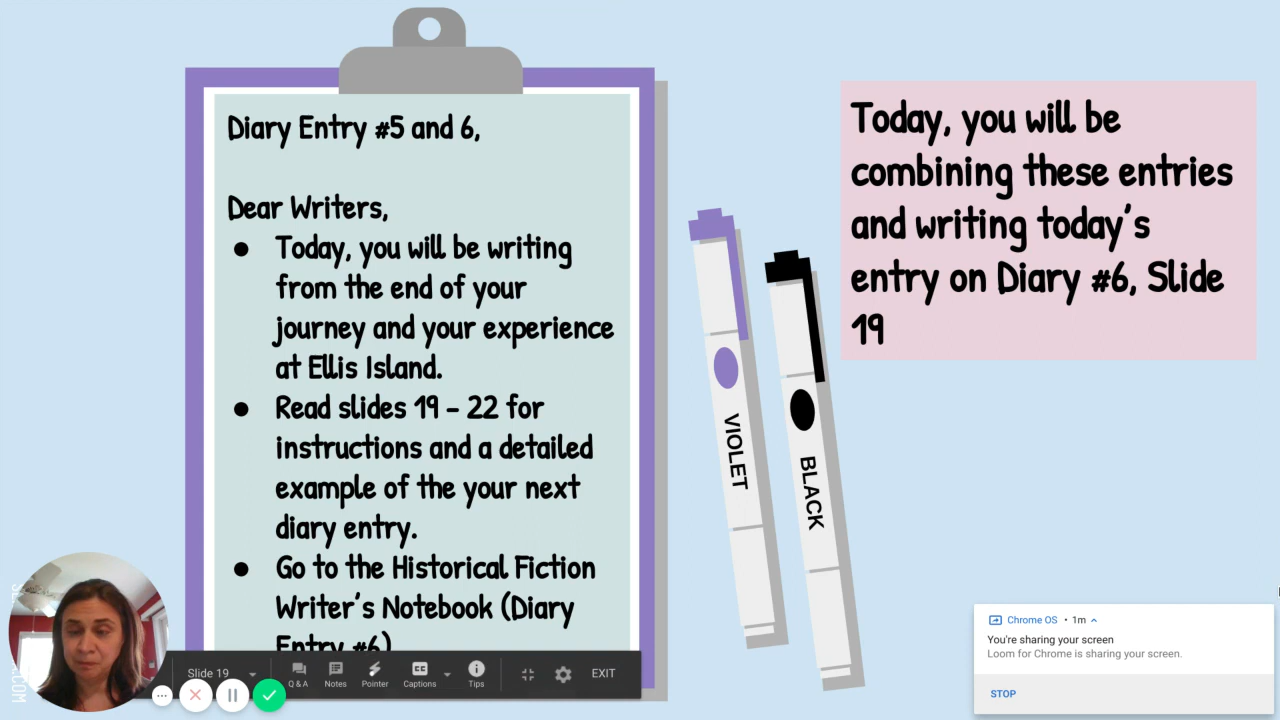 Diary Entry #5 and 6,
Dear Writers,
● Today, you will be writing
from the end of your
journey and your experience
at Ellis Island.
● Read slides 19 - 22 for
instructions and a detailed
example of the your next
diary entry.
● Go to the Historical Fiction
Writer's Notebook (Diary
Entry #6)
VIOLET
BLACK
Today, you will be
combining these entries
and writing today's
entry on Diary #6, Slide
19
Slide 19
Q & A
Notes
Pointer
Captions
Tips
EXIT
Chrome OS • 1m
You're sharing your screen
Loom for Chrome is sharing your screen.
STOP